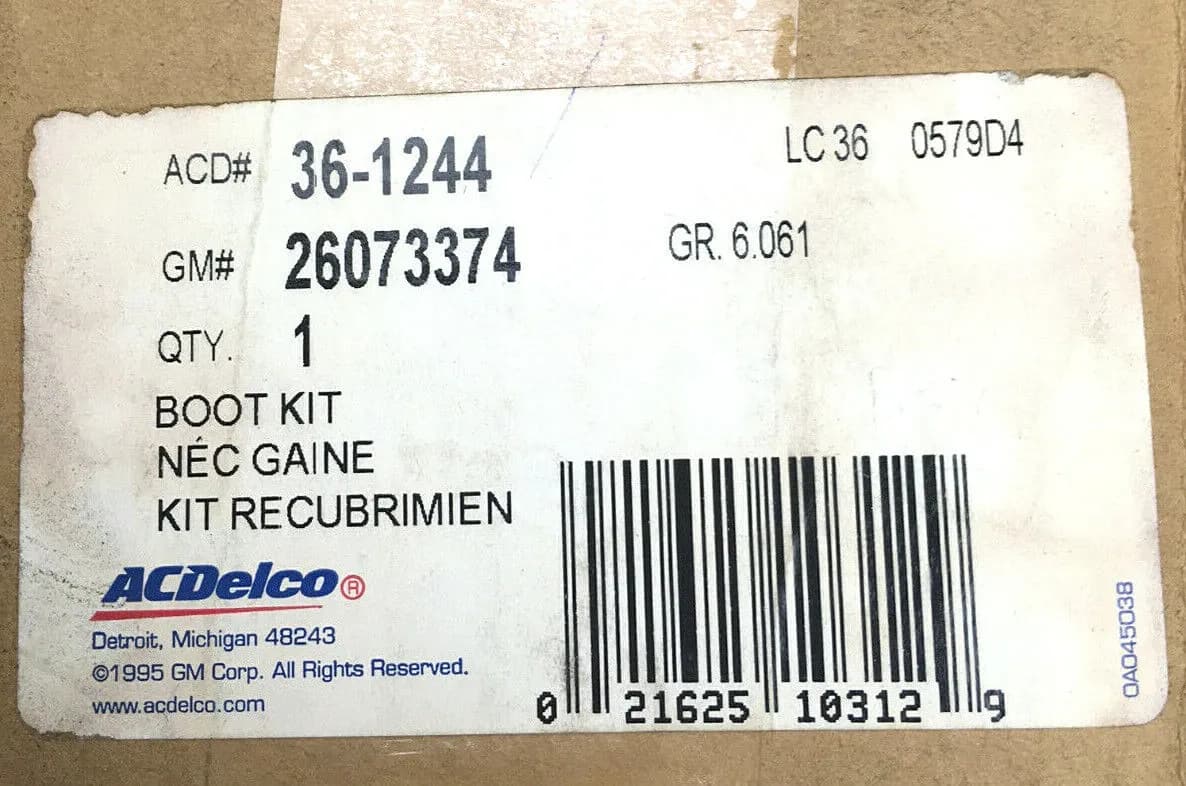 ACD# 36-1244 LC 36 0579D4
GM# 26073374 GR. 6.061
QTY. 1
BOOT KIT
NÉC GAINE
KIT RECUBRIMIEN
ACDelco®
Detroit, Michigan 48243
©1995 GM Corp. All Rights Reserved.
www.acdelco.com
0 21625 10312 9
0A045038